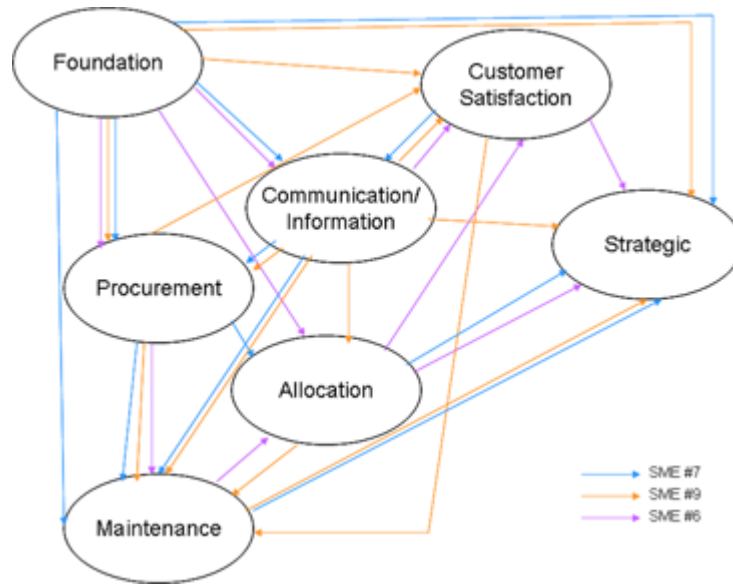 Foundation
Customer
Satisfaction
Communication/
Information
Strategic
Procurement
Allocation
Maintenance
SME #7
SME #9
SME #6